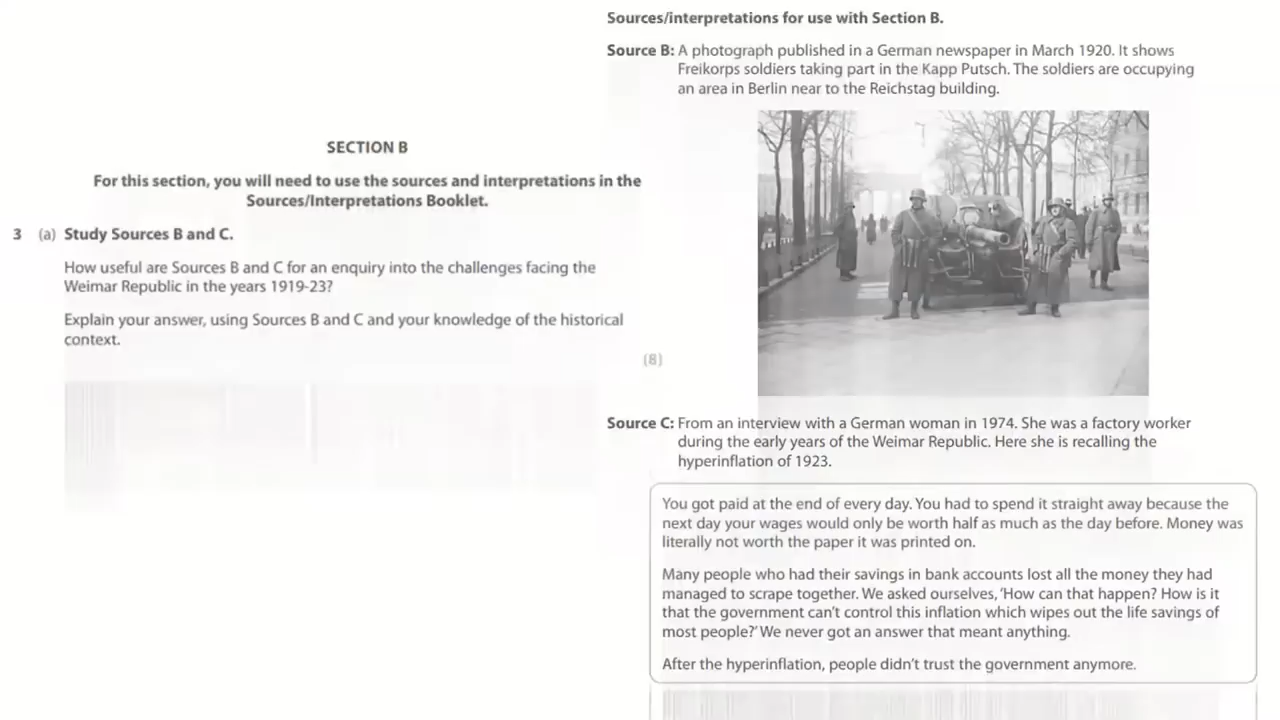 SECTION B
For this section, you will need to use the sources and interpretations in the
Sources/Interpretations Booklet.
3 (a) Study Sources B and C.
How useful are Sources B and C for an enquiry into the challenges facing the
Weimar Republic in the years 1919-23?
Explain your answer, using Sources B and C and your knowledge of the historical
context.
(8)
Sources/interpretations for use with Section B.
Source B: A photograph published in a German newspaper in March 1920. It shows
Freikorps soldiers taking part in the Kapp Putsch. The soldiers are occupying
an area in Berlin near to the Reichstag building.
Source C: From an interview with a German woman in 1974. She was a factory worker
during the early years of the Weimar Republic. Here she is recalling the
hyperinflation of 1923.
You got paid at the end of every day. You had to spend it straight away because the
next day your wages would only be worth half as much as the day before. Money was
literally not worth the paper it was printed on.
Many people who had their savings in bank accounts lost all the money they had
managed to scrape together. We asked ourselves, ‘How can that happen? How is it
that the government can’t control this inflation which wipes out the life savings of
most people?’ We never got an answer that meant anything.
After the hyperinflation, people didn’t trust the government anymore.